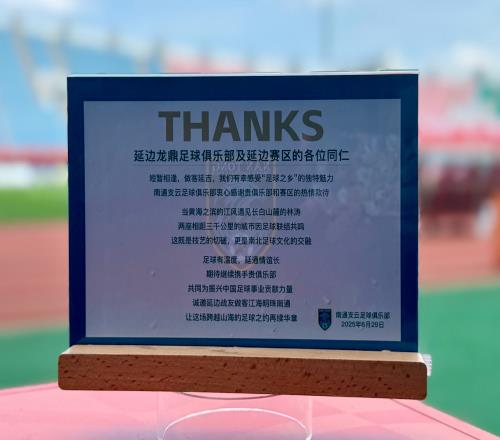 THANKS
延边龙鼎足球俱乐部及延边赛区的各位同仁
短暂相逢，做客延吉，我们有幸感受“足球之乡”的独特魅力
南通支云足球俱乐部衷心感谢贵俱乐部和赛区的热情款待
当黄海之滨的江风遇见长白山麓的林涛
两座相距三千公里的城市因足球联结共鸣
这既是技艺的切磋，更是南北足球文化的交融
足球有温度，延通情谊长
期待继续携手贵俱乐部
共同为振兴中国足球事业贡献力量
诚邀延边战友做客江海明珠南通
让这场跨越山海的足球之约再续华章
南通支云足球俱乐部
2025年6月29日